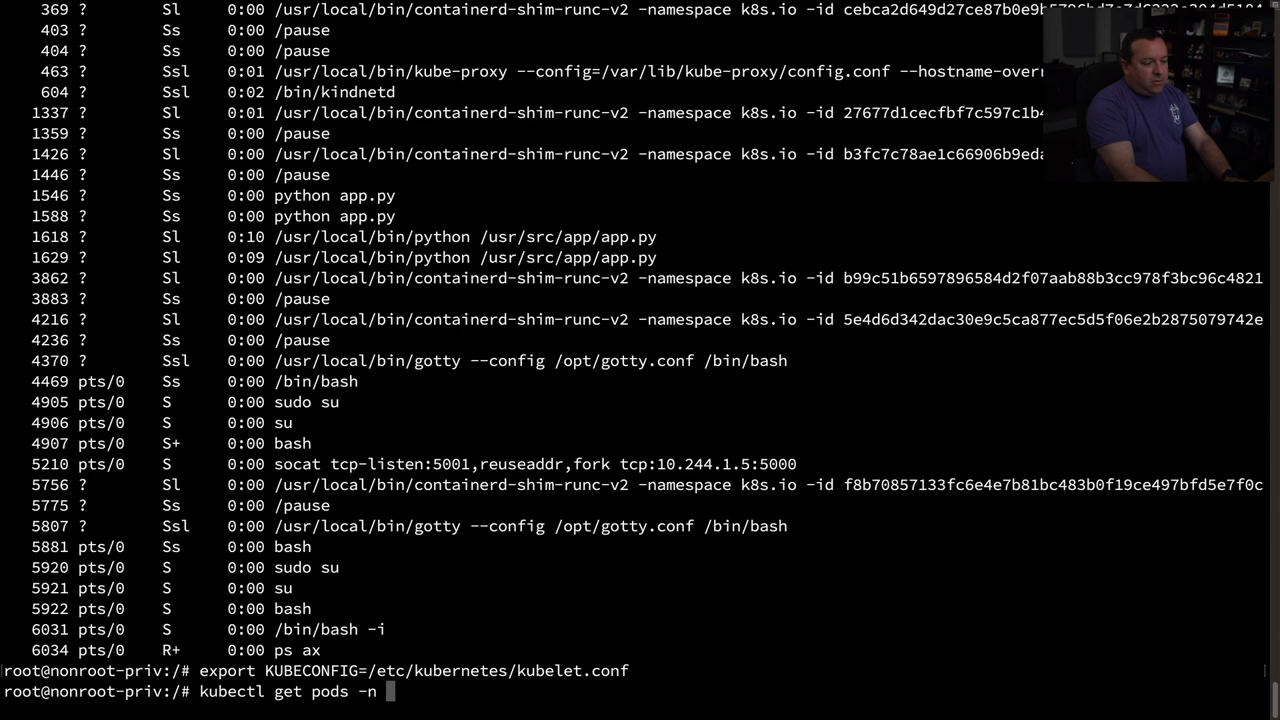 369 ?        Sl     0:00 /usr/local/bin/containerd-shim-runc-v2 -namespace k8s.io -id
403 ?        Ss     0:00 /pause
404 ?        Ss     0:00 /pause
463 ?        Ssl    0:01 /usr/local/bin/kube-proxy --config=/var/lib/kube-proxy/config.conf --hostname-overr
604 ?        Ssl    0:02 /bin/kindnetd
1337 ?        Sl     0:01 /usr/local/bin/containerd-shim-runc-v2 -namespace k8s.io -id 27677d1cecfbf7c597c1b4
1359 ?        Ss     0:00 /pause
1426 ?        Sl     0:00 /usr/local/bin/containerd-shim-runc-v2 -namespace k8s.io -id b3fc7c78ae1c66906b9eda
1446 ?        Ss     0:00 /pause
1546 ?        Ss     0:00 python app.py
1588 ?        Ss     0:00 python app.py
1618 ?        Sl     0:10 /usr/local/bin/python /usr/src/app/app.py
1629 ?        Sl     0:09 /usr/local/bin/python /usr/src/app/app.py
3862 ?        Sl     0:00 /usr/local/bin/containerd-shim-runc-v2 -namespace k8s.io -id b99c51b6597896584d2f07aab88b3cc978f3bc96c4821
3883 ?        Ss     0:00 /pause
4216 ?        Sl     0:00 /usr/local/bin/containerd-shim-runc-v2 -namespace k8s.io -id 5e4d6d342dac30e9c5ca877ec5d5f06e2b2875079742e
4236 ?        Ss     0:00 /pause
4370 ?        Ssl    0:00 /usr/local/bin/gotty --config /opt/gotty.conf /bin/bash
4469 pts/0    Ss     0:00 /bin/bash
4905 pts/0    S      0:00 sudo su
4906 pts/0    S      0:00 su
4907 pts/0    S+     0:00 bash
5210 pts/0    S      0:00 socat tcp-listen:5001,reuseaddr,fork tcp:10.244.1.5:5000
5756 ?        Sl     0:00 /usr/local/bin/containerd-shim-runc-v2 -namespace k8s.io -id f8b70857133fc6e4e7b81bc483b0f19ce497bfd5e7f0c
5775 ?        Ss     0:00 /pause
5807 ?        Ssl    0:00 /usr/local/bin/gotty --config /opt/gotty.conf /bin/bash
5881 pts/0    Ss     0:00 bash
5920 pts/0    S      0:00 sudo su
5921 pts/0    S      0:00 su
5922 pts/0    S      0:00 bash
6031 pts/0    S      0:00 /bin/bash -i
6034 pts/0    R+     0:00 ps ax
root@nonroot-priv:/# export KUBECONFIG=/etc/kubernetes/kubelet.conf
root@nonroot-priv:/# kubectl get pods -n